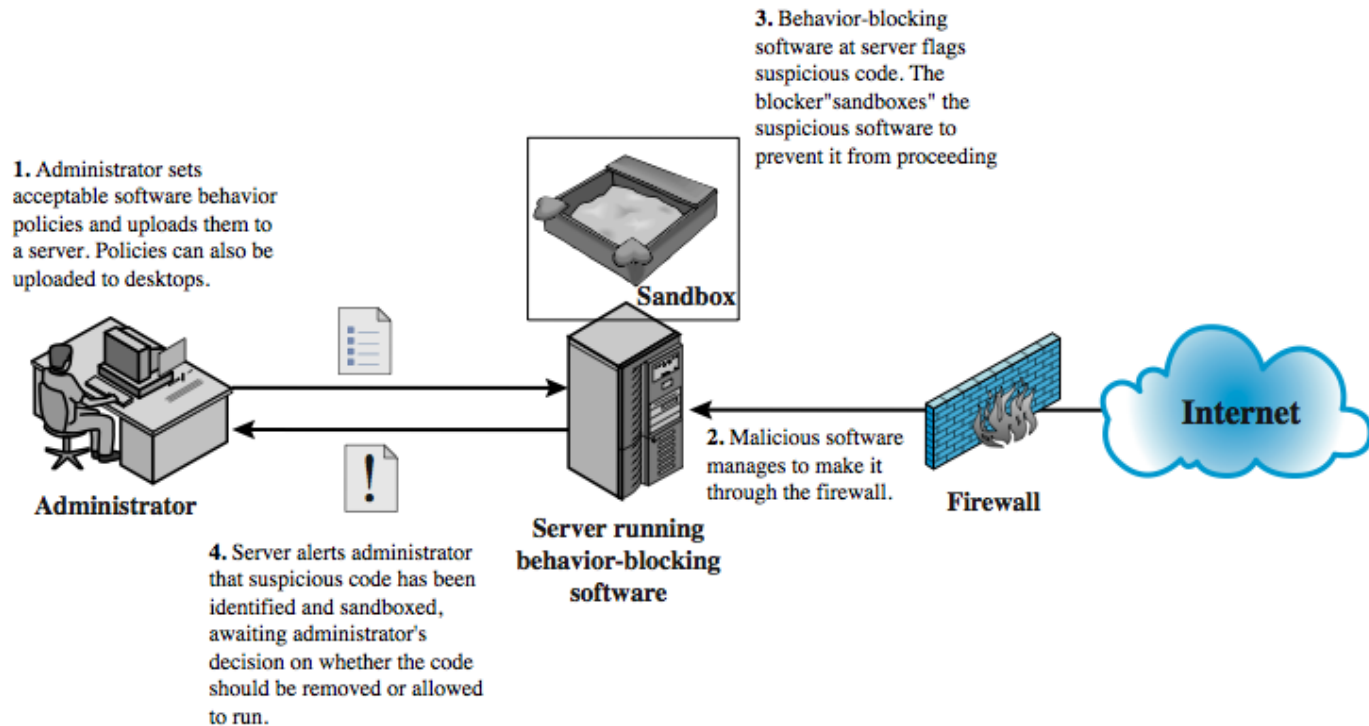 1. Administrator sets
acceptable software behavior
policies and uploads them to
a server. Policies can also be
uploaded to desktops.
Administrator
4. Server alerts administrator
that suspicious code has been
identified and sandboxed,
awaiting administrator's
decision on whether the code
should be removed or allowed
to run.
Sandbox
Server running
behavior-blocking
software
3. Behavior-blocking
software at server flags
suspicious code. The
blocker"sandboxes" the
suspicious software to
prevent it from proceeding
2. Malicious software
manages to make it
through the firewall.
Firewall
Internet
!